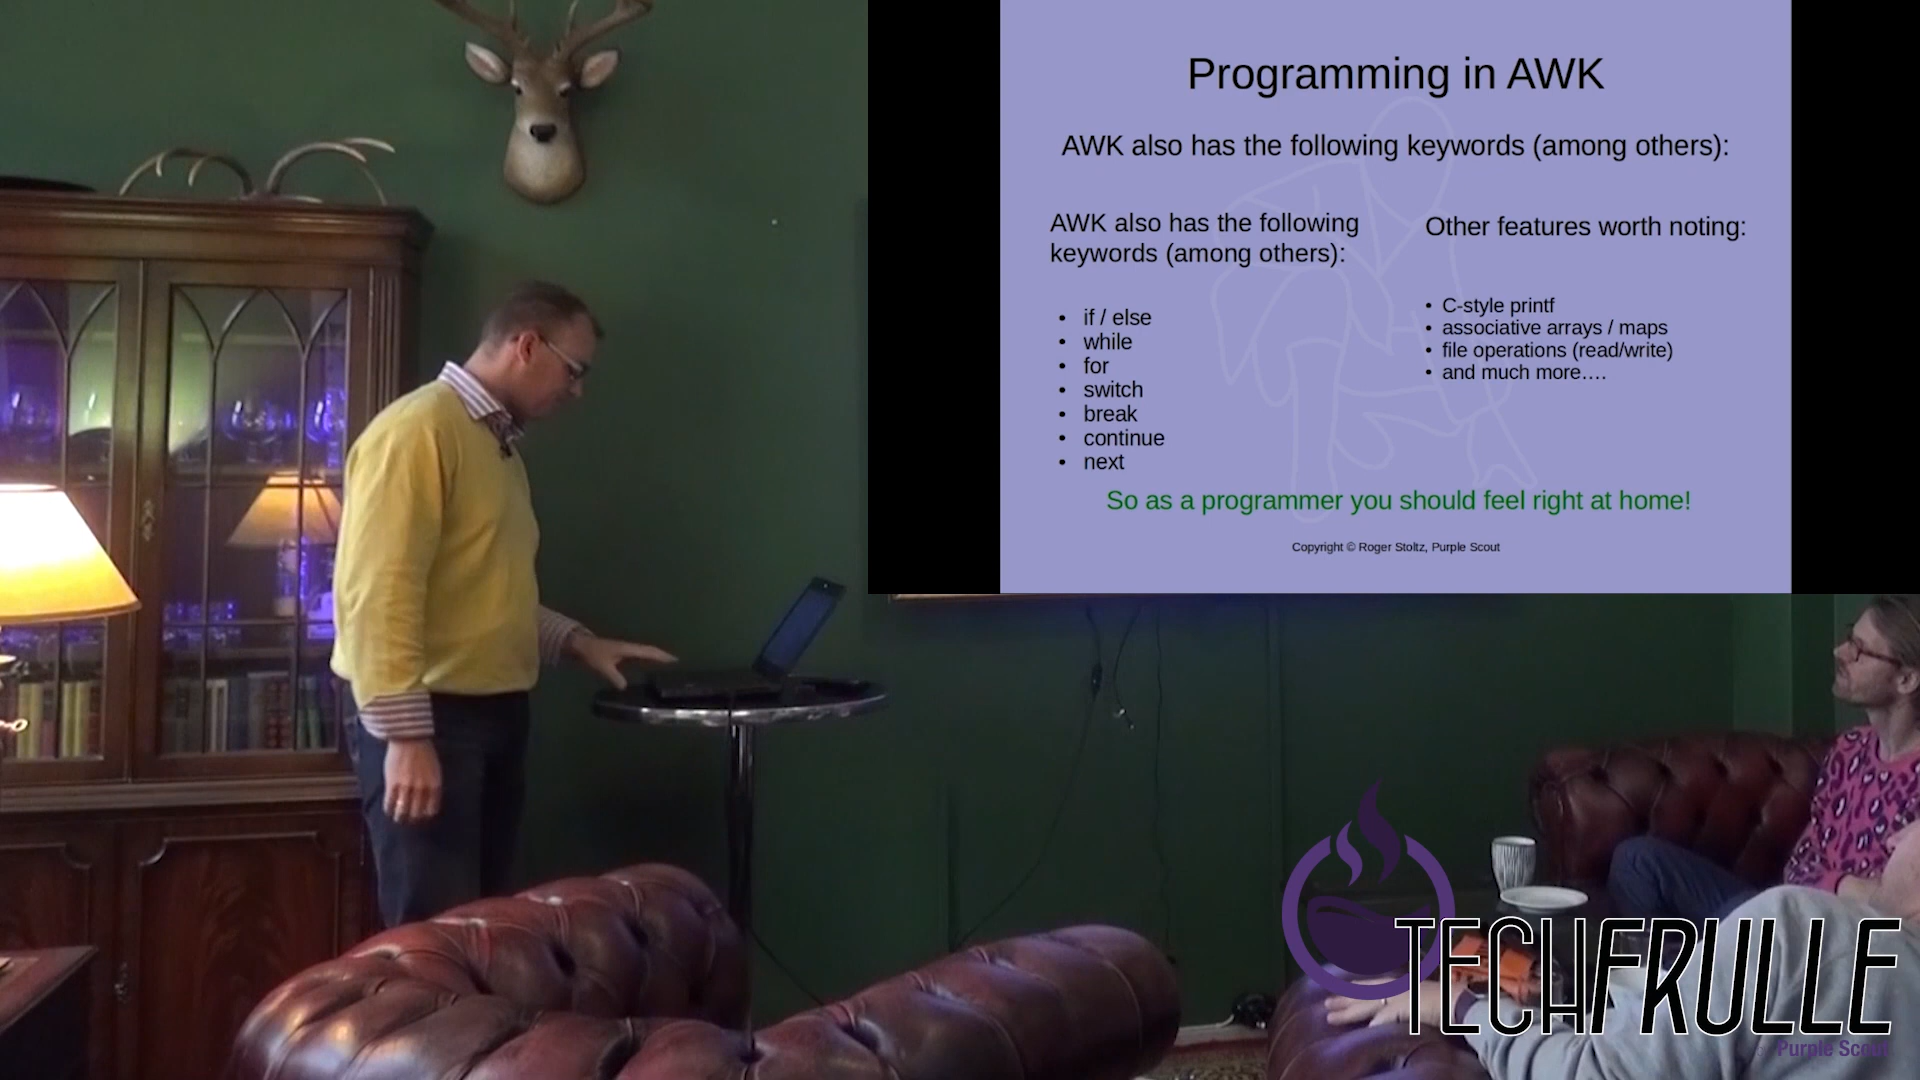 Programming in AWK
AWK also has the following keywords (among others):
AWK also has the following
keywords (among others):
• if / else
• while
• for
• switch
• break
• continue
• next
Other features worth noting:
• C-style printf
• associative arrays / maps
• file operations (read/write)
• and much more….
So as a programmer you should feel right at home!
Copyright © Roger Stoltz, Purple Scout
TECHFRULLE
Purple Scout